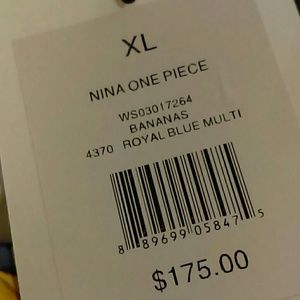 XL
NINA ONE PIECE
WS03017264
BANANAS
4370 ROYAL BLUE MULTI
8 89699 05847 5
$175.00